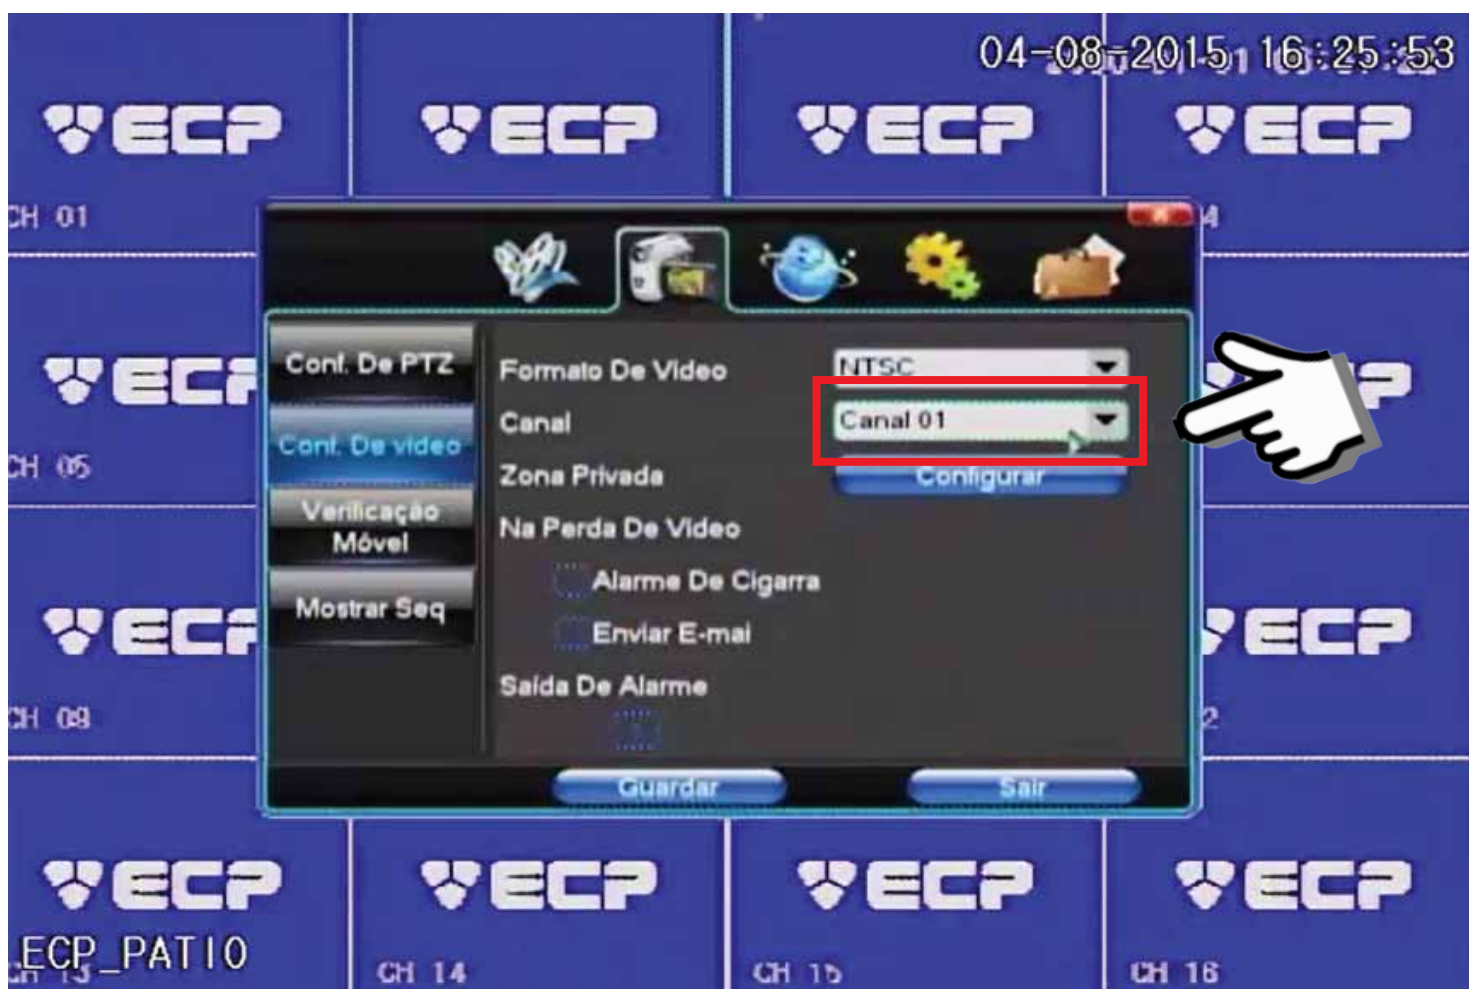 04-08-2015 16:25:53
ECP ECP ECP ECP
CH 01
Conf. De PTZ
Formato De Video NTSC
Canal Canal 01
Conf. De vídeo
CH 05
Zona Privada Configurar
Verificação
Móvel
Na Perda De Video
Alarme De Cigarra
Mostrar Seq
Enviar E-mai
ECP
Saída De Alarme
CH 09
Guardar Sair
ECP ECP ECP ECP
ECP_PATIO
CH 14 CH 15 CH 16